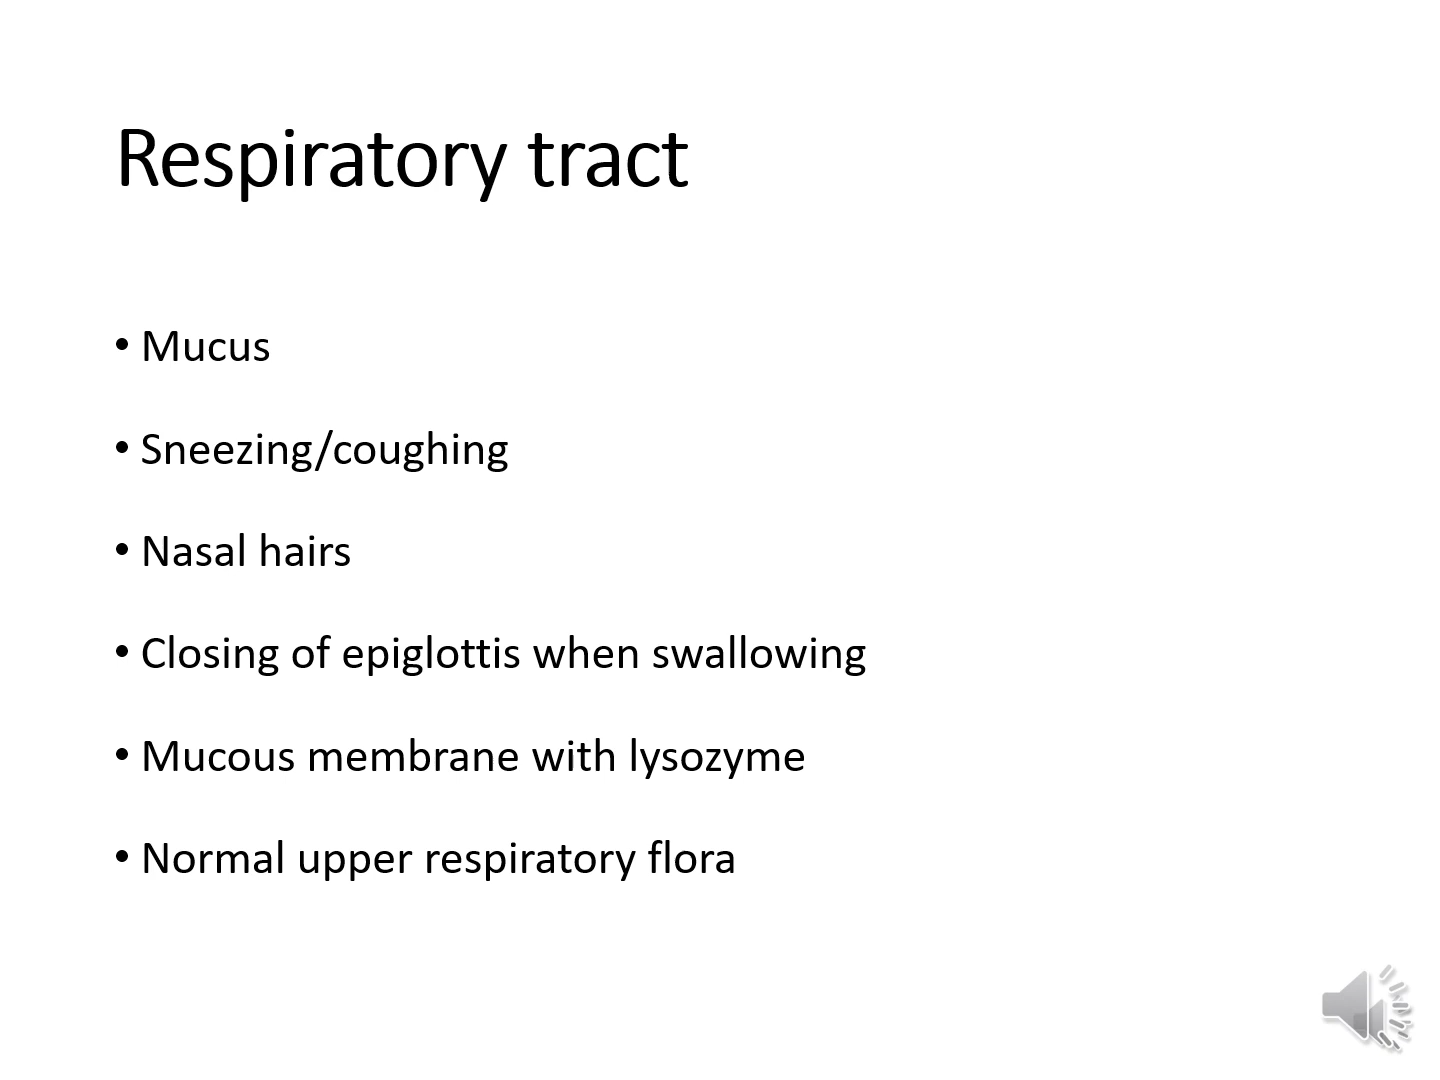 Respiratory tract
• Mucus
• Sneezing/coughing
• Nasal hairs
• Closing of epiglottis when swallowing
• Mucous membrane with lysozyme
• Normal upper respiratory flora